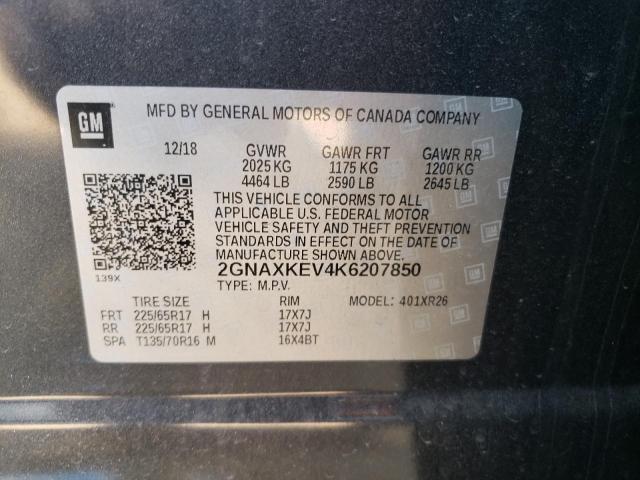 GM
MFD BY GENERAL MOTORS OF CANADA COMPANY
12/18 GVWR GAWR FRT GAWR RR
2025 KG 1175 KG 1200 KG
4464 LB 2590 LB 2645 LB
THIS VEHICLE CONFORMS TO ALL
APPLICABLE U.S. FEDERAL MOTOR
VEHICLE SAFETY AND THEFT PREVENTION
STANDARDS IN EFFECT ON THE DATE OF
MANUFACTURE SHOWN ABOVE.
139X 2GNAXKEV4K6207850
TYPE: M.P.V.
TIRE SIZE RIM MODEL: 401XR26
FRT 225/65R17 H 17X7J
RR 225/65R17 H 17X7J
SPA T135/70R16 M 16X4BT